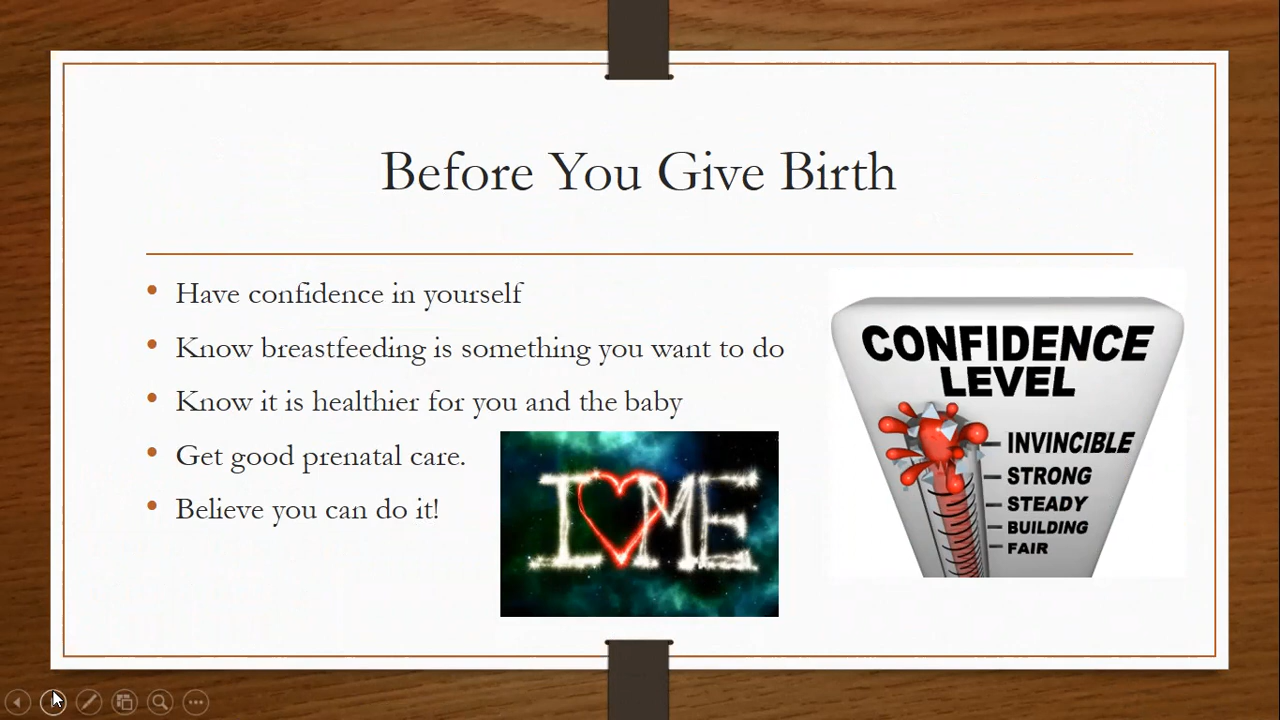 Before You Give Birth
Have confidence in yourself
Know breastfeeding is something you want to do
Know it is healthier for you and the baby
Get good prenatal care.
Believe you can do it!
I ME
CONFIDENCE
LEVEL
INVINCIBLE
STRONG
STEADY
BUILDING
FAIR